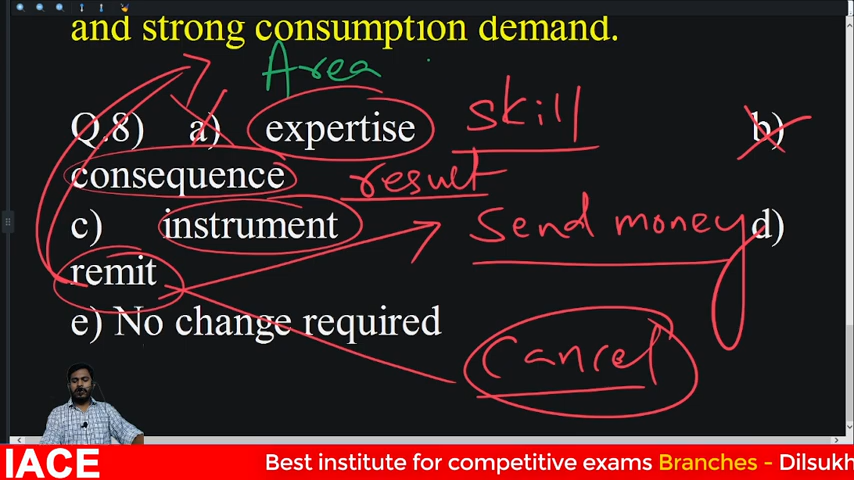 and strong consumption demand.
Area
Q.8) a) expertise skill b)
consequence result
c) instrument Send money d)
remit
e) No change required
Cancel
IACE Best institute for competitive exams Branches - Dilsukh